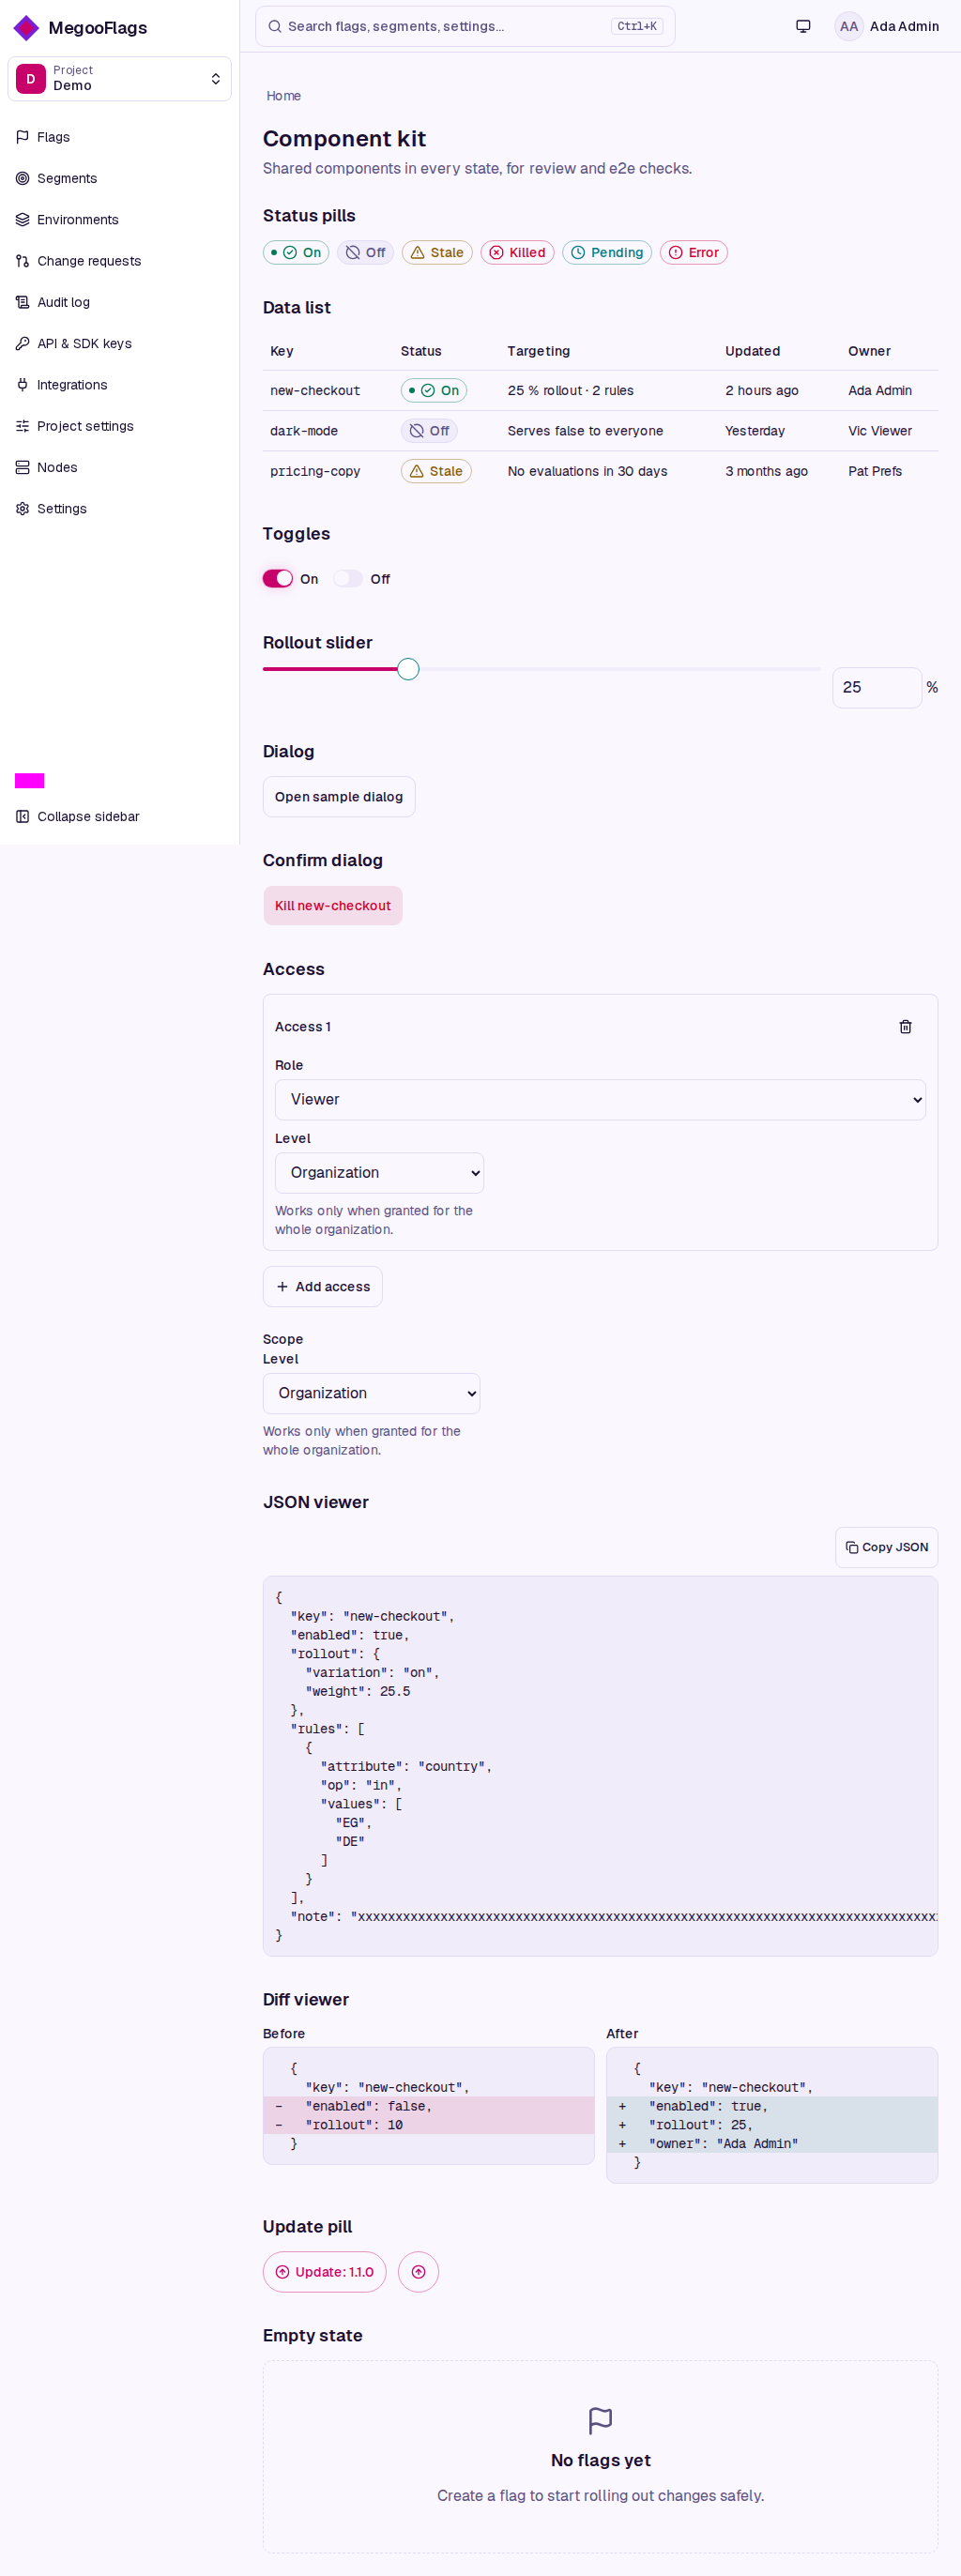 MegooFlags
Project
D
Demo
Flags
Segments
Environments
Change requests
Audit log
API & SDK keys
Integrations
Project settings
Nodes
Settings
Collapse sidebar
Search flags, segments, settings...
Ctrl+K
AA
Ada Admin
Home
Component kit
Shared components in every state, for review and e2e checks.
Status pills
On
Off
Stale
Killed
Pending
Error
Data list
Key Status Targeting Updated Owner
new-checkout On 25 % rollout · 2 rules 2 hours ago Ada Admin
dark-mode Off Serves false to everyone Yesterday Vic Viewer
pricing-copy Stale No evaluations in 30 days 3 months ago Pat Prefs
Toggles
On
Off
Rollout slider
25 %
Dialog
Open sample dialog
Confirm dialog
Kill new-checkout
Access
Access 1
Role
Viewer
Level
Organization
Works only when granted for the
whole organization.
Add access
Scope
Level
Organization
Works only when granted for the
whole organization.
JSON viewer
Copy JSON
{
"key": "new-checkout",
"enabled": true,
"rollout": {
"variation": "on",
"weight": 25.5
},
"rules": [
{
"attribute": "country",
"op": "in",
"values": [
"EG",
"DE"
]
}
],
"note": "
}
Diff viewer
Before
{
"key": "new-checkout",
− "enabled": false,
− "rollout": 10
}
After
{
"key": "new-checkout",
+ "enabled": true,
+ "rollout": 25,
+ "owner": "Ada Admin"
}
Update pill
Update: 1.1.0
Empty state
No flags yet
Create a flag to start rolling out changes safely.